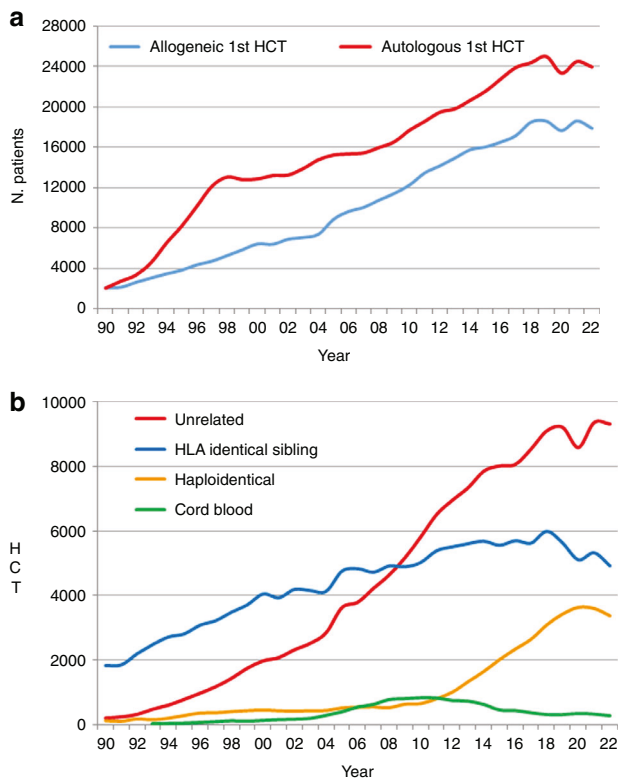 a
28000
Allogeneic 1st HCT Autologous 1st HCT
24000
20000
16000
12000
8000
4000
0
N. patients
90 92 94 96 98 00 02 04 06 08 10 12 14 16 18 20 22
Year
b
10000
Unrelated
HLA identical sibling
Haploidentical
Cord blood
8000
6000
4000
2000
0
H
C
T
90 92 94 96 98 00 02 04 06 08 10 12 14 16 18 20 22
Year